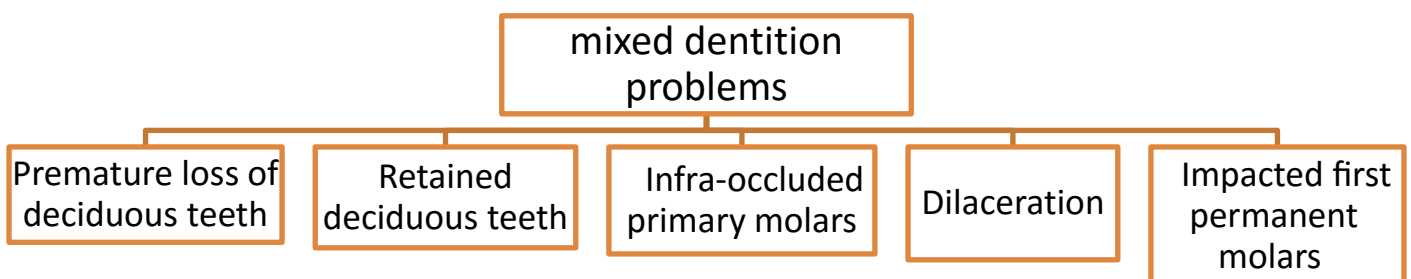 mixed dentition
problems
Premature loss of
deciduous teeth
Retained
deciduous teeth
Infra-occluded
primary molars
Dilaceration
Impacted first
permanent
molars